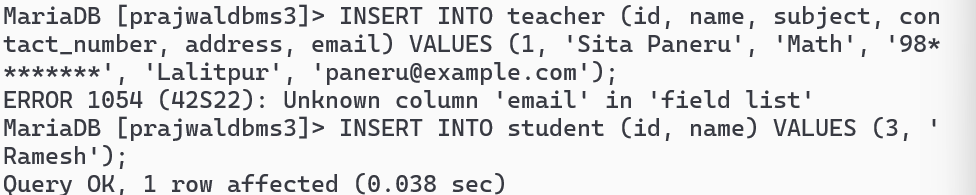 MariaDB [prajwaldbms3]> INSERT INTO teacher (id, name, subject, con
tact_number, address, email) VALUES (1, 'Sita Paneru', 'Math', '98*
*******', 'Lalitpur', 'paneru@example.com');
ERROR 1054 (42S22): Unknown column 'email' in 'field list'
MariaDB [prajwaldbms3]> INSERT INTO student (id, name) VALUES (3, '
Ramesh');
Query OK, 1 row affected (0.038 sec)